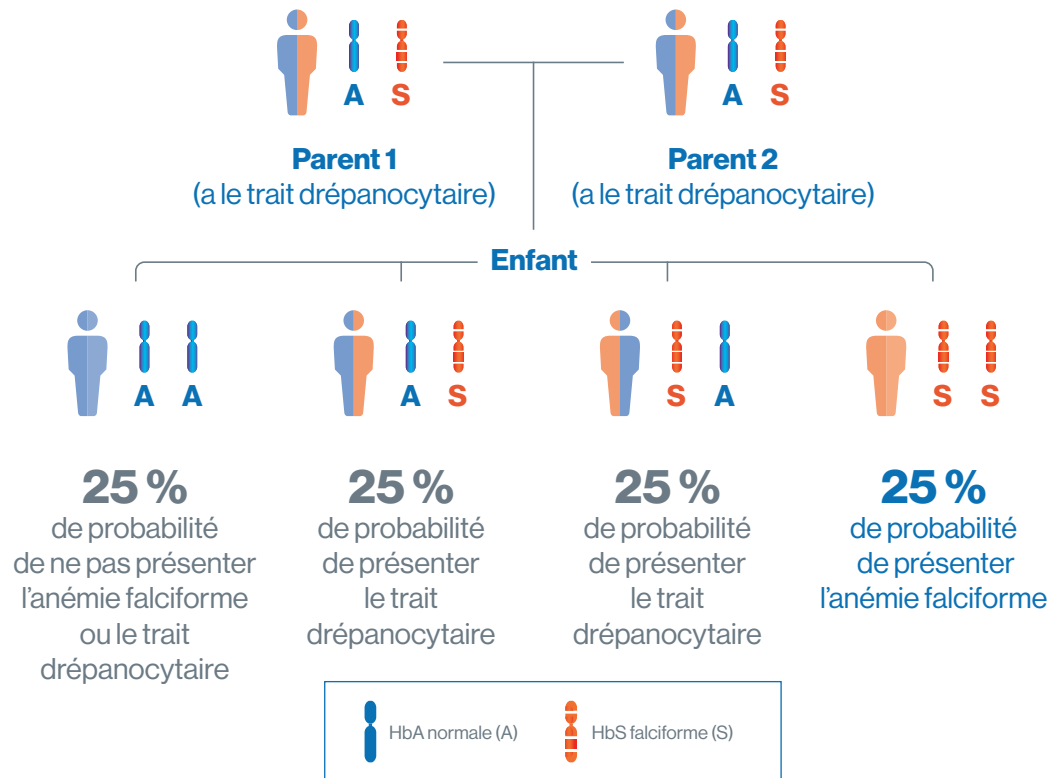 A S
A S
Parent 1
(a le trait drépanocytaire)
Parent 2
(a le trait drépanocytaire)
Enfant
A A
A S
S A
S S
25 %
de probabilité
de ne pas présenter
l’anémie falciforme
ou le trait
drépanocytaire
25 %
de probabilité
de présenter
le trait
drépanocytaire
25 %
de probabilité
de présenter
le trait
drépanocytaire
25 %
de probabilité
de présenter
l’anémie falciforme
HbA normale (A)
HbS falciforme (S)